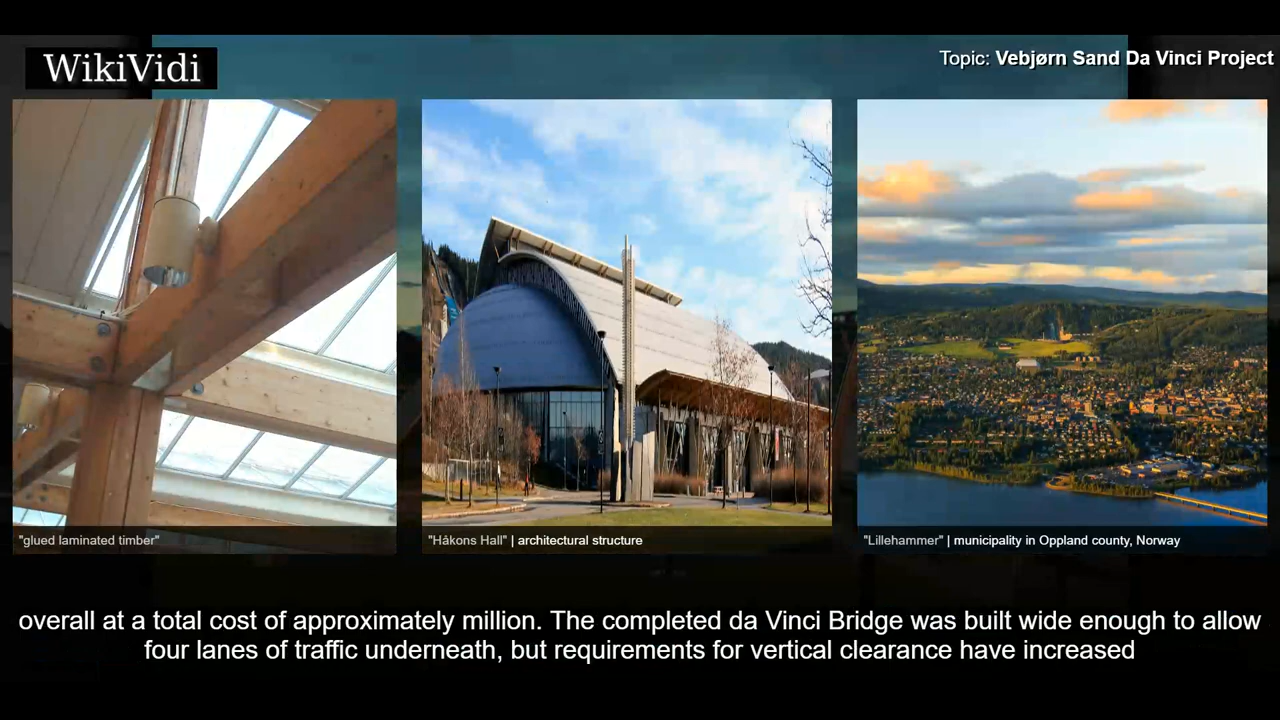 WikiVidi
Topic: Vebjørn Sand Da Vinci Project
"glued laminated timber"
"Håkons Hall" | architectural structure
"Lillehammer" | municipality in Oppland county, Norway
overall at a total cost of approximately million. The completed da Vinci Bridge was built wide enough to allow
four lanes of traffic underneath, but requirements for vertical clearance have increased